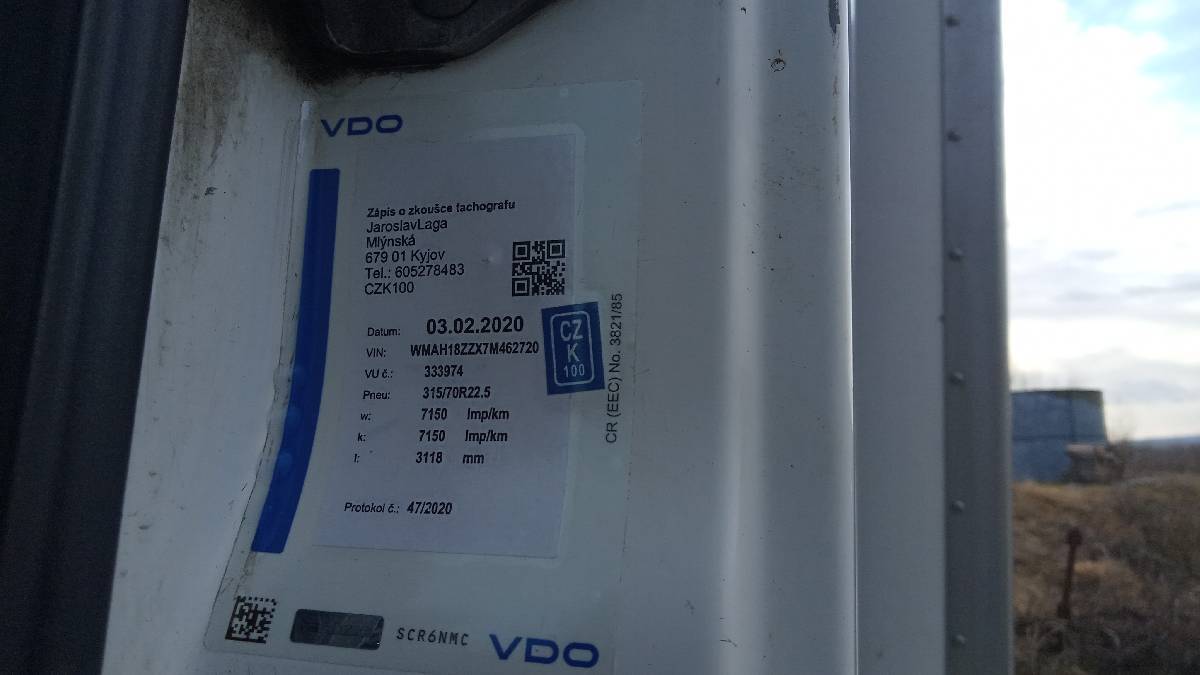 VDO
Zápis o zkoušce tachografu
JaroslavLaga
Mlýnská
679 01 Kyjov
Tel.: 605278483
CZK100
Datum: 03.02.2020
VIN: WMAH18ZZX7M462720
VU č.: 333974
Pneu: 315/70R22.5
w: 7150 Imp/km
k: 7150 Imp/km
l: 3118 mm
Protokol č.: 47/2020
CZ
K
100
CR (EEC) No. 3821/85
SCR6NMC
VDO